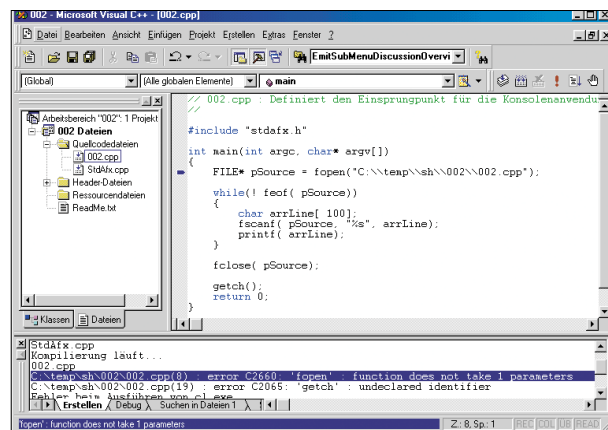 002 - Microsoft Visual C++ - [002.cpp]
Datei Bearbeiten Ansicht Einfügen Projekt Erstellen Extras Fenster ?
EmitSubMenuDiscussionOvervi
(Global) (Alle globalen Elemente) main
Arbeitsbereich "002": 1 Projekt
002 Dateien
Quellcodedateien
002.cpp
StdAfx.cpp
Header-Dateien
Ressourcendateien
ReadMe.txt
Klassen Dateien
// 002.cpp : Definiert den Einsprungpunkt für die Konsolenanwendu
//
#include "stdafx.h"
int main(int argc, char* argv[])
{
FILE* pSource = fopen("C:\\temp\\sh\\002\\002.cpp");
while(! feof( pSource))
{
char arrLine[ 100];
fscanf( pSource, "%s", arrLine);
printf( arrLine);
}
fclose( pSource);
getch();
return 0;
}
StdAfx.cpp
Kompilierung läuft...
002.cpp
C:\temp\sh\002\002.cpp(8) : error C2660: 'fopen' : function does not take 1 parameters
C:\temp\sh\002\002.cpp(19) : error C2065: 'getch' : undeclared identifier
Fehler beim Ausführen von cl.exe.
Erstellen Debug Suchen in Dateien 1
'fopen' : function does not take 1 parameters
Z.: 8, Sp.: 1 REC COL ÜB READ